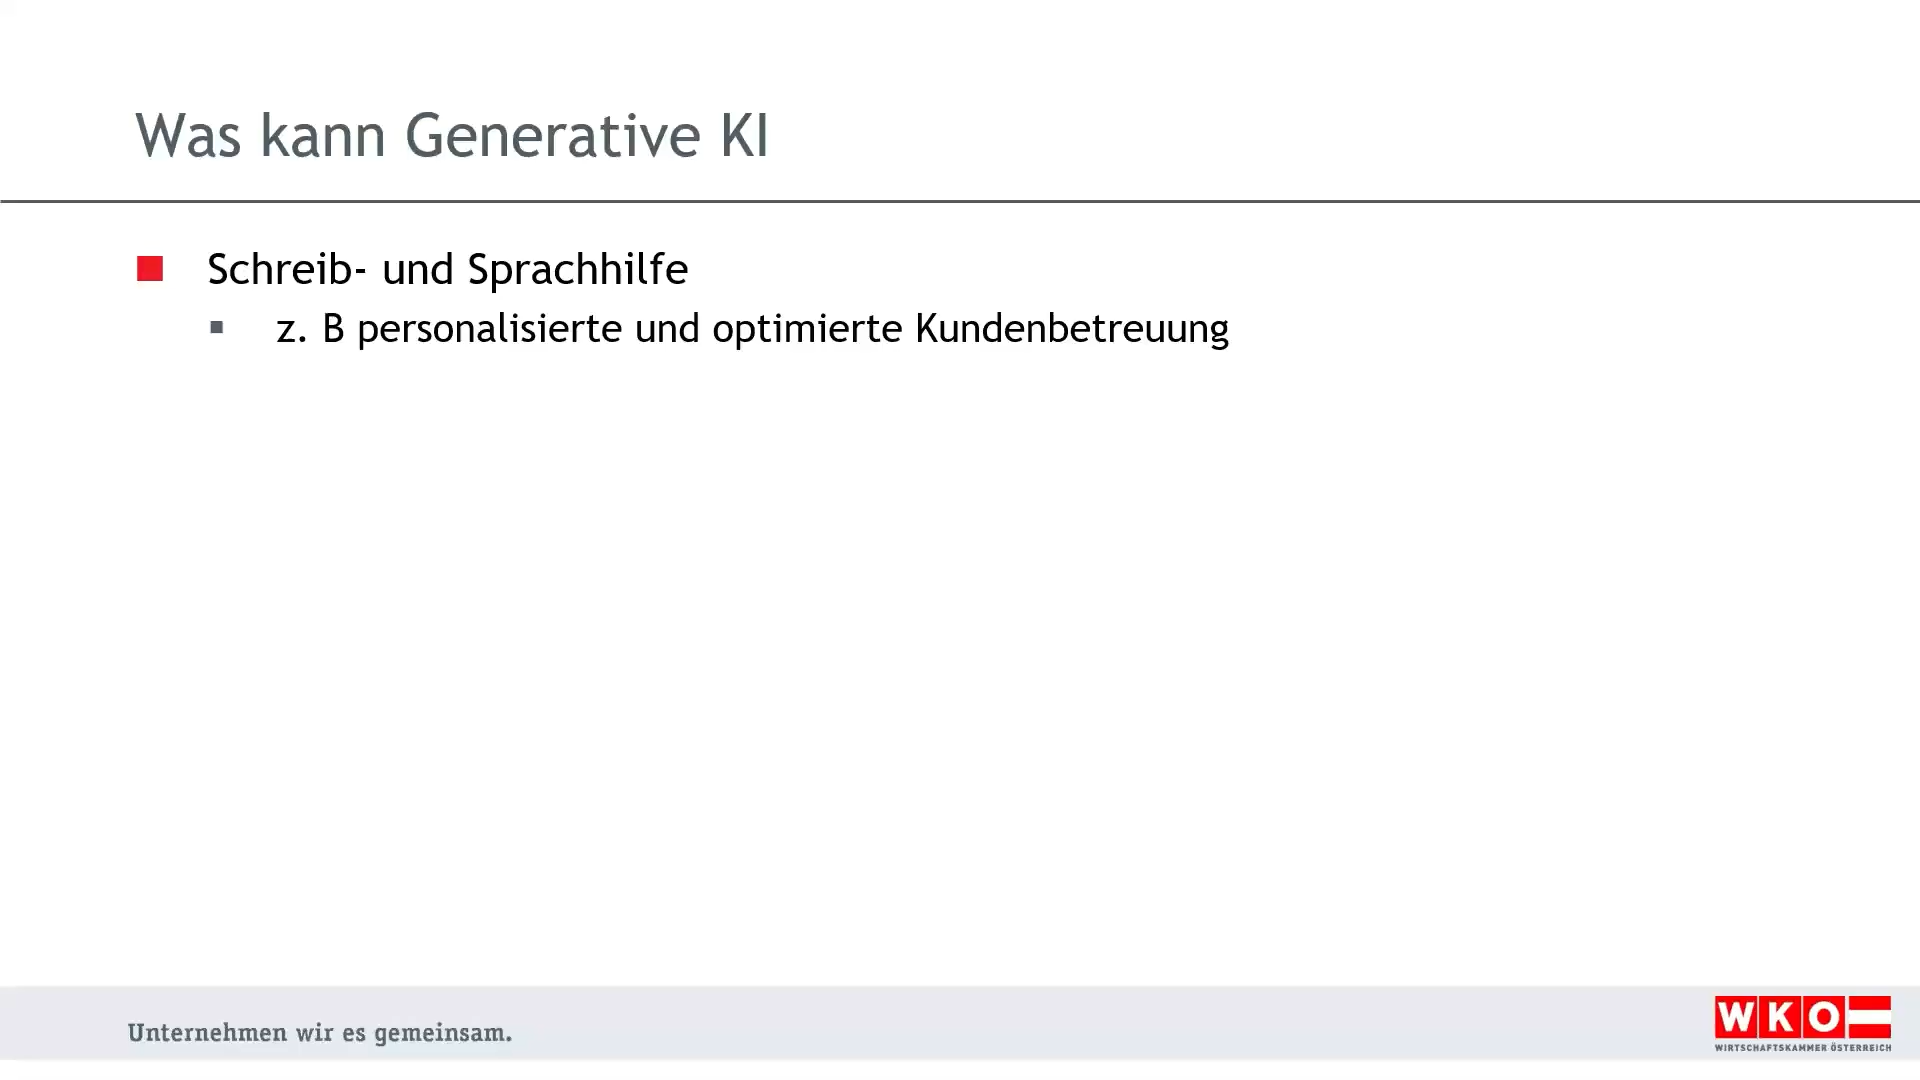 Was kann Generative KI
Schreib- und Sprachhilfe
z. B personalisierte und optimierte Kundenbetreuung
Unternehmen wir es gemeinsam.
WKO
WIRTSCHAFTSKAMMER ÖSTERREICH